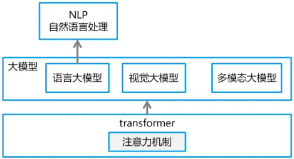 NLP
自然语言处理
大模型
语言大模型 视觉大模型 多模态大模型
transformer
注意力机制